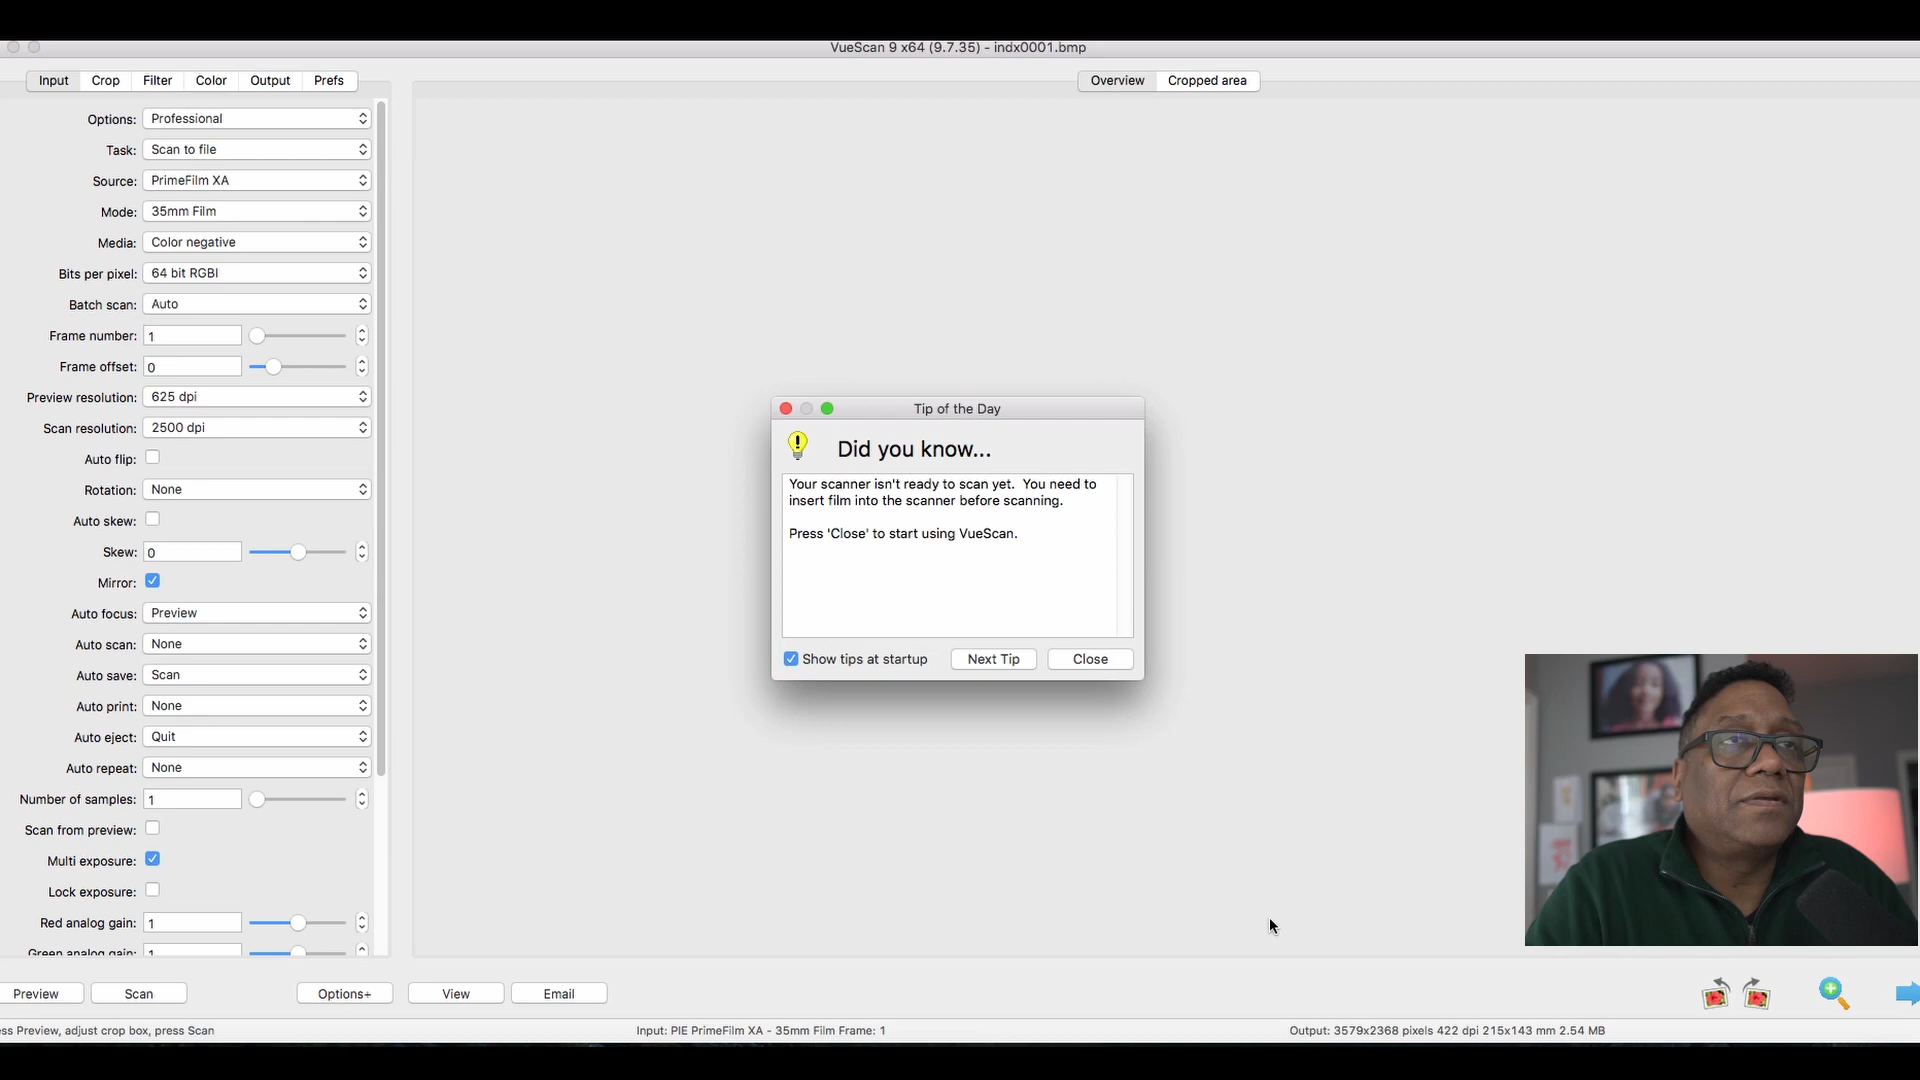 VueScan 9 x64 (9.7.35) - indx0001.bmp
Input Crop Filter Color Output Prefs
Overview Cropped area
Options: Professional
Task: Scan to file
Source: PrimeFilm XA
Mode: 35mm Film
Media: Color negative
Bits per pixel: 64 bit RGBI
Batch scan: Auto
Frame number: 1
Frame offset: 0
Preview resolution: 625 dpi
Scan resolution: 2500 dpi
Auto flip:
Rotation: None
Auto skew:
Skew: 0
Mirror:
Auto focus: Preview
Auto scan: None
Auto save: Scan
Auto print: None
Auto eject: Quit
Auto repeat: None
Number of samples: 1
Scan from preview:
Multi exposure:
Lock exposure:
Red analog gain: 1
Green analog gain: 1
Tip of the Day
Did you know...
Your scanner isn't ready to scan yet. You need to
insert film into the scanner before scanning.
Press 'Close' to start using VueScan.
Show tips at startup Next Tip Close
Preview Scan Options+ View Email
ess Preview, adjust crop box, press Scan
Input: PIE PrimeFilm XA - 35mm Film Frame: 1
Output: 3579x2368 pixels 422 dpi 215x143 mm 2.54 MB